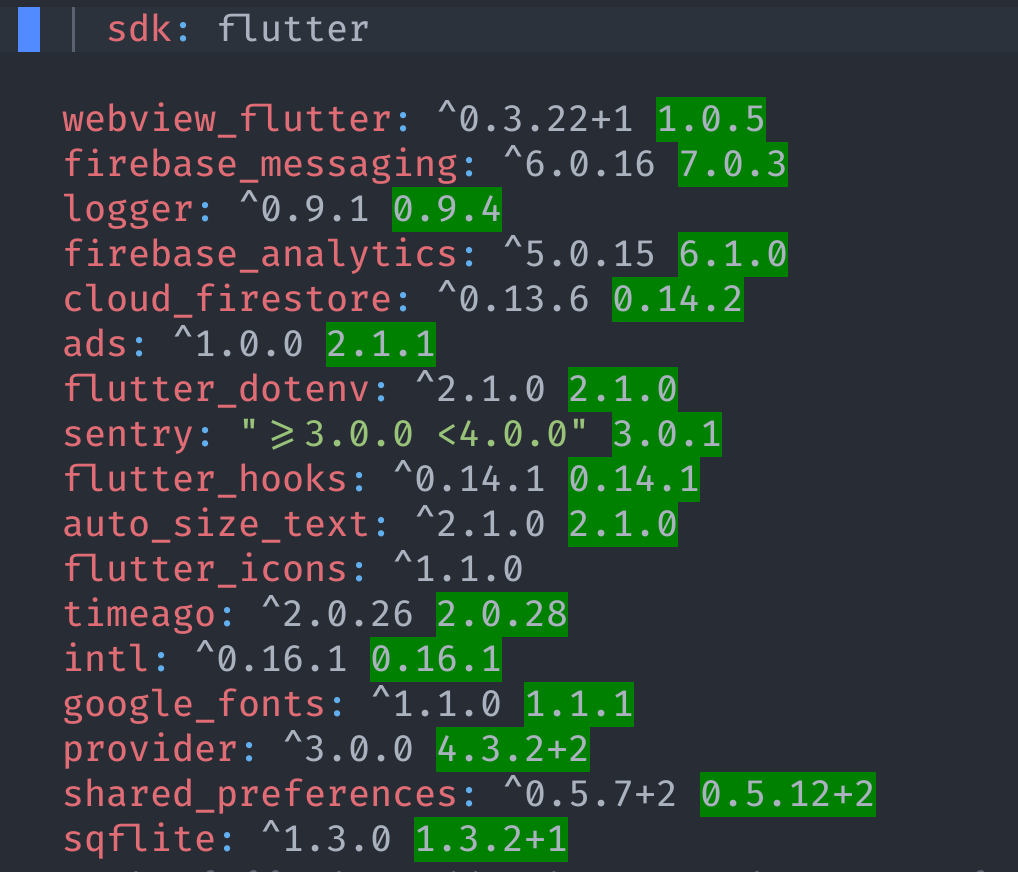 sdk: flutter
webview_flutter: ^0.3.22+1 1.0.5
firebase_messaging: ^6.0.16 7.0.3
logger: ^0.9.1 0.9.4
firebase_analytics: ^5.0.15 6.1.0
cloud_firestore: ^0.13.6 0.14.2
ads: ^1.0.0 2.1.1
flutter_dotenv: ^2.1.0 2.1.0
sentry: ">=3.0.0 <4.0.0" 3.0.1
flutter_hooks: ^0.14.1 0.14.1
auto_size_text: ^2.1.0 2.1.0
flutter_icons: ^1.1.0
timeago: ^2.0.26 2.0.28
intl: ^0.16.1 0.16.1
google_fonts: ^1.1.0 1.1.1
provider: ^3.0.0 4.3.2+2
shared_preferences: ^0.5.7+2 0.5.12+2
sqflite: ^1.3.0 1.3.2+1